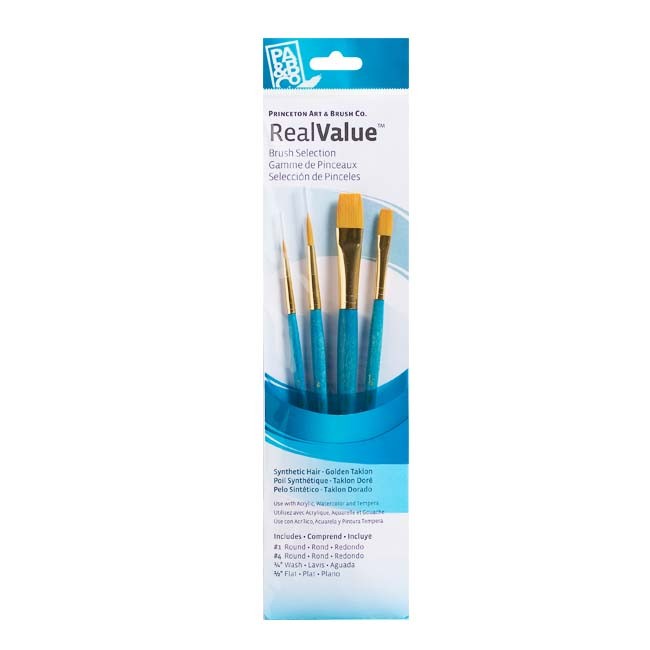 PA
&B
Co
PRINCETON ART & BRUSH CO.
RealValue™
Brush Selection
Gamme de Pinceaux
Selección de Pinceles
Synthetic Hair · Golden Taklon
Poil Synthétique · Taklon Doré
Pelo Sintético · Taklon Dorado
Use with Acrylic, Watercolor and Tempera
Utilisez avec Acrylique, Aquarelle et Gouache
Use con Acrílico, Acuarela y Pintura Tempera
Includes · Comprend · Incluye
#1 Round · Rond · Redondo
#4 Round · Rond · Redondo
¾" Wash · Lavis · Aguada
Flat · Plat · Plano